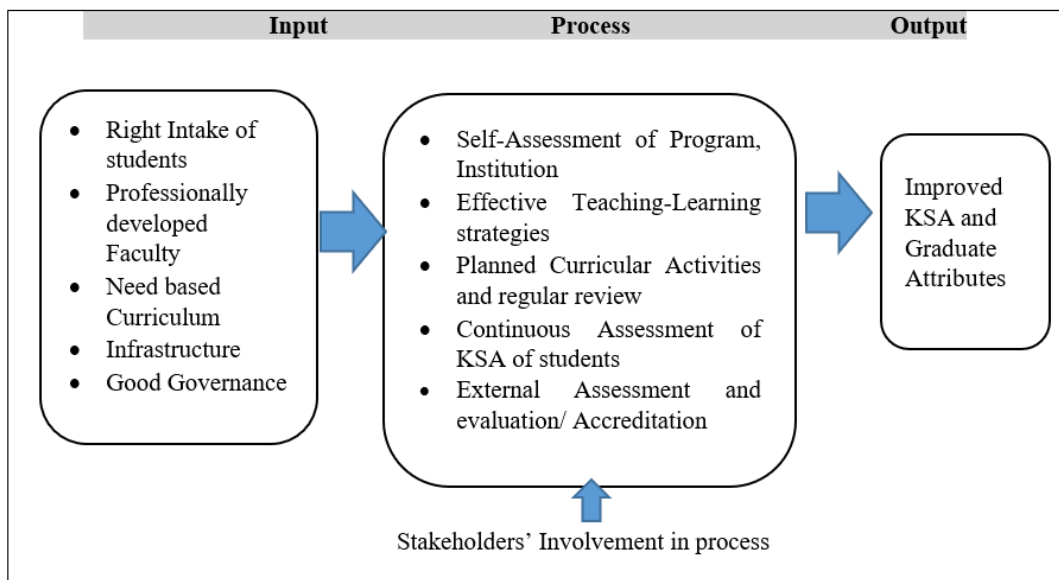 Input Process Output
• Right Intake of
students
• Professionally
developed
Faculty
• Need based
Curriculum
• Infrastructure
• Good Governance
• Self-Assessment of Program,
Institution
• Effective Teaching-Learning
strategies
• Planned Curricular Activities
and regular review
• Continuous Assessment of
KSA of students
• External Assessment and
evaluation/ Accreditation
Improved
KSA and
Graduate
Attributes
Stakeholders’ Involvement in process